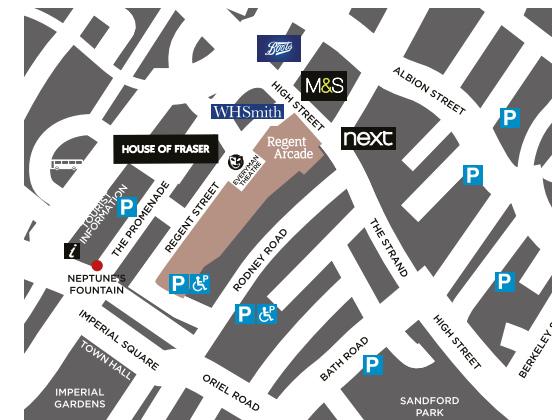 Boots
M&S
HIGH STREET
ALBION STREET
WHSmith
P
next
Regent
Arcade
HOUSE OF FRASER
EVERYMAN
THEATRE
P
TOURIST
INFORMATION
P
THE PROMENADE
REGENT STREET
i
NEPTUNE'S
FOUNTAIN
RODNEY ROAD
THE STRAND
P
P
P
P
P
IMPERIAL SQUARE
TOWN HALL
HIGH STREET
BATH ROAD
P
IMPERIAL
GARDENS
ORIEL ROAD
SANDFORD
PARK